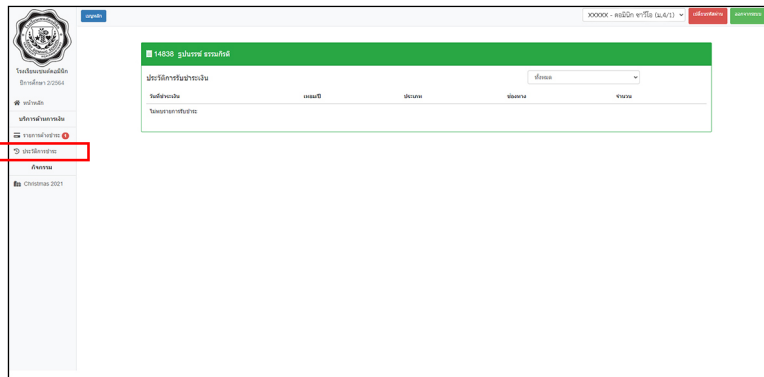 เมนูหลัก
XXXXX - ดอมินิก ซาวีโอ (ม.4/1)
เปลี่ยนรหัสผ่าน
ออกจากระบบ
โรงเรียนเซนต์ดอมินิก
ปีการศึกษา 2/2564
หน้าหลัก
บริการด้านการเงิน
รายการค้างชำระ 1
ประวัติการชำระ
กิจกรรม
Christmas 2021
14838 ฐปนรรฆ์ ธรรมกิรติ
ประวัติการรับชำระเงิน
ทั้งหมด
วันที่ชำระเงิน เทอม/ปี ประเภท ช่องทาง จำนวน
ไม่พบรายการรับชำระ